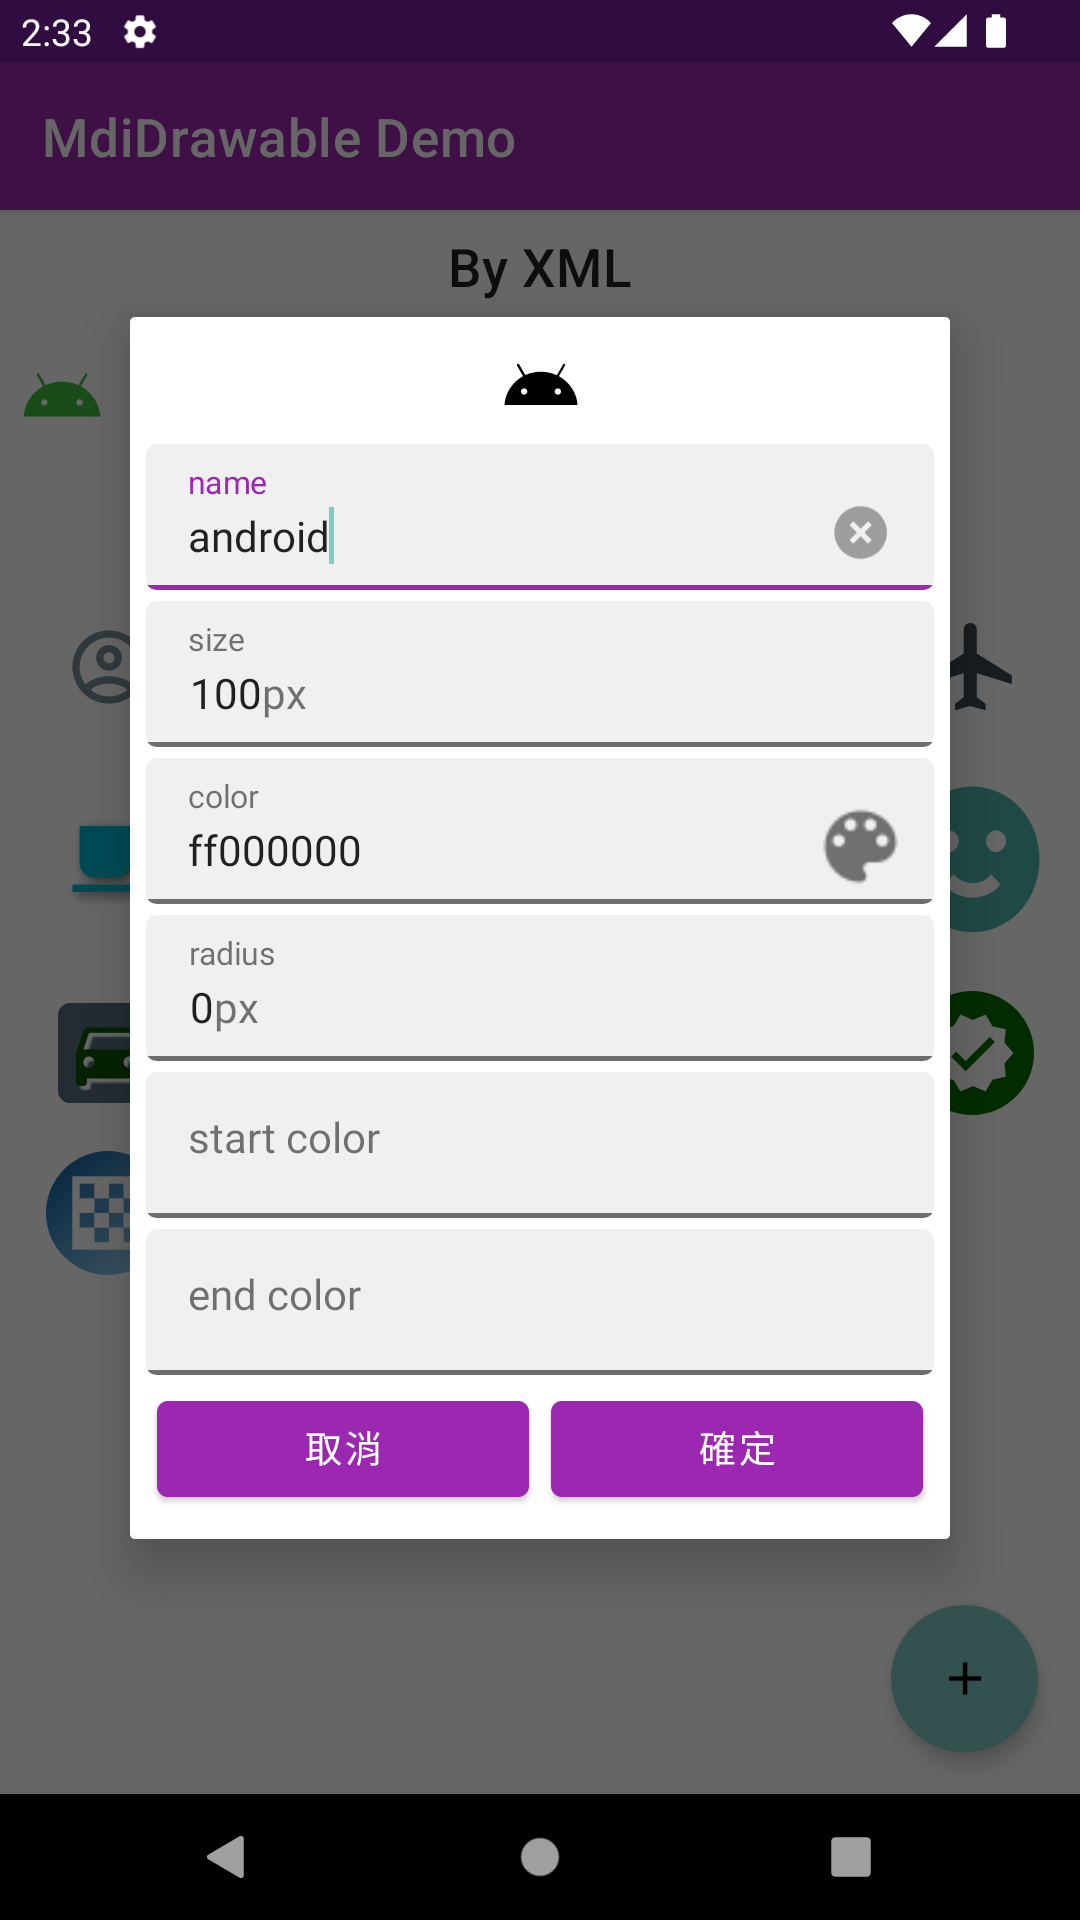 2:33
MdiDrawable Demo
By XML
name
android
size
100px
color
ff000000
radius
0px
start color
end color
取消
確定